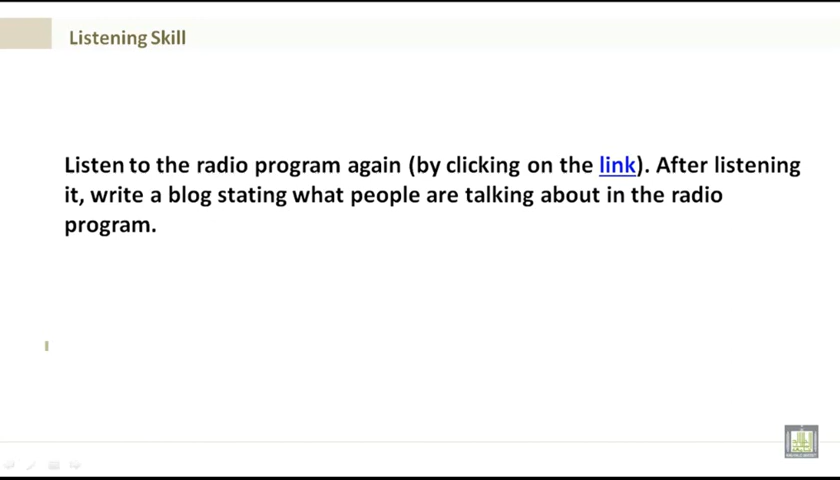 Listening Skill
Listen to the radio program again (by clicking on the link). After listening
it, write a blog stating what people are talking about in the radio
program.